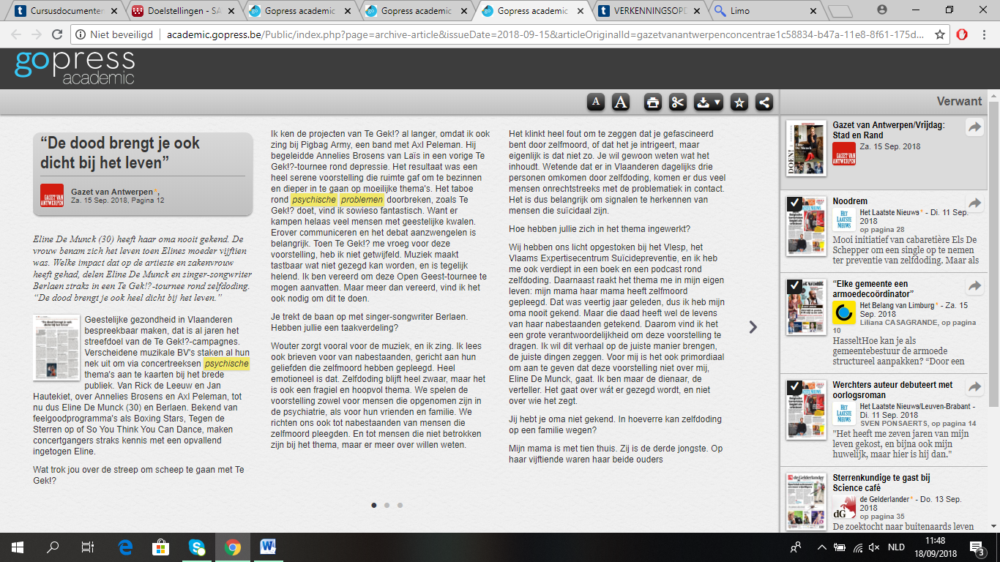 Cursusdocumenten
Doelstellingen - SA
Gopress academic
Gopress academic
Gopress academic
VERKENNINGSOPD
Limo
Niet beveiligd
academic.gopress.be/Public/index.php?page=archive-article&issueDate=2018-09-15&articleOriginalId=gazetvanantwerpenconcentrae1c58834-b47a-11e8-8f61-175d...
gopress
academic
A
A
Verwant
“De dood brengt je ook
dicht bij het leven”
GAZET VAN
ANTWERPEN
Gazet van Antwerpen*,
Za. 15 Sep. 2018, Pagina 12
Eline De Munck (30) heeft haar oma nooit gekend. De
vrouw benam zich het leven toen Elines moeder vijftien
was. Welke impact dat op de artieste en zakenvrouw
heeft gehad, delen Eline De Munck en singer-songwriter
Berlaen straks in een Te Gek!?-tournee rond zelfdoding.
“De dood brengt je ook heel dicht bij het leven.”
Geestelijke gezondheid in Vlaanderen
bespreekbaar maken, dat is al jaren het
streefdoel van de Te Gek!?-campagnes.
Verscheidene muzikale BV's staken al hun
nek uit om via concertreeksen psychische
thema's aan te kaarten bij het brede
publiek. Van Rick de Leeuw en Jan
Hautekiet, over Annelies Brosens en Axl Peleman, tot
nu dus Eline De Munck (30) en Berlaen. Bekend van
feelgoodprogramma's als Boxing Stars, Tegen de
Sterren op of So You Think You Can Dance, maken
concertgangers straks kennis met een opvallend
ingetogen Eline.
Wat trok jou over de streep om scheep te gaan met Te
Gek!?
Ik ken de projecten van Te Gek!? al langer, omdat ik ook
zing bij Pigbag Army, een band met Axl Peleman. Hij
begeleidde Annelies Brosens van Laïs in een vorige Te
Gek!?-tournee rond depressie. Het resultaat was een
heel serene voorstelling die ruimte gaf om te bezinnen
en dieper in te gaan op moeilijke thema's. Het taboe
rond psychische problemen doorbreken, zoals Te
Gek!? doet, vind ik sowieso fantastisch. Want er
kampen helaas veel mensen met geestelijke kwalen.
Erover communiceren en het debat aanzwengelen is
belangrijk. Toen Te Gek!? me vroeg voor deze
voorstelling, heb ik niet getwijfeld. Muziek maakt
tastbaar wat niet gezegd kan worden, en is tegelijk
helend. Ik ben vereerd om deze Open Geest-tournee te
mogen aanvatten. Maar meer dan vereerd, vind ik het
ook nodig om dit te doen.
Je trekt de baan op met singer-songwriter Berlaen.
Hebben jullie een taakverdeling?
Wouter zorgt vooral voor de muziek, en ik zing. Ik lees
ook brieven voor van nabestaanden, gericht aan hun
geliefden die zelfmoord hebben gepleegd. Heel
emotioneel is dat. Zelfdoding blijft heel zwaar, maar het
is ook een fragiel en hoopvol thema. We spelen de
voorstelling zowel voor mensen die opgenomen zijn in
de psychiatrie, als voor hun vrienden en familie. We
richten ons ook tot nabestaanden van mensen die
zelfmoord pleegden. En tot mensen die niet betrokken
zijn bij het thema, maar er meer over willen weten.
Het klinkt heel fout om te zeggen dat je gefascineerd
bent door zelfmoord, of dat het je intrigeert, maar
eigenlijk is dat niet zo. Je wil gewoon weten wat het
inhoudt. Wetende dat er in Vlaanderen dagelijks drie
personen omkomen door zelfdoding, komen er dus veel
mensen onrechtstreeks met de problematiek in contact.
Het is dus belangrijk om signalen te herkennen van
mensen die suïcidaal zijn.
Hoe hebben jullie zich in het thema ingewerkt?
Wij hebben ons licht opgestoken bij het Vlesp, het
Vlaams Expertisecentrum Suïcidepreventie, en ik heb
me ook verdiept in een boek en een podcast rond
zelfdoding. Daarnaast raakt het thema me in mijn eigen
leven: mijn mama haar mama heeft zelfmoord
gepleegd. Dat was veertig jaar geleden, dus ik heb mijn
oma nooit gekend. Maar die daad heeft wel de levens
van haar nabestaanden getekend. Daarom vind ik het
een grote verantwoordelijkheid om deze voorstelling te
dragen. Ik wil dit verhaal op de juiste manier brengen,
de juiste dingen zeggen. Voor mij is het ook primordiaal
om aan te geven dat deze voorstelling niet over mij,
Eline De Munck, gaat. Ik ben maar de dienaar, de
verteller. Het gaat over wát er gezegd wordt, en niet
over wie het zegt.
Jij hebt je oma niet gekend. In hoeverre kan zelfdoding
op een familie wegen?
Mijn mama is met tien thuis. Zij is de derde jongste. Op
haar vijftiende waren haar beide ouders
Gazet van Antwerpen/Vrijdag:
Stad en Rand
GAZET VAN
ANTWERPEN
Za. 15 Sep. 2018
Noodrem
HET
LAATSTE
NIEUWS
Het Laatste Nieuws * - Di. 11 Sep.
2018
op pagina 28
Mooi initiatief van cabaretière Els De
Schepper om een single op te nemen
ter preventie van zelfdoding. Maar als
“Elke gemeente een
armoedecoördinator”
Het Belang van Limburg * - Za. 15
Sep. 2018
Liliana CASAGRANDE, op pagina
10
HasseltHoe kan je als
gemeentebestuur de armoede
structureel aanpakken? “Door een
Werchters auteur debuteert met
oorlogsroman
HET
LAATSTE
NIEUWS
Het Laatste Nieuws/Leuven-Brabant -
Di. 11 Sep. 2018
SVEN PONSAERTS, op pagina 14
"Het heeft me zeven jaren van mijn
leven gekost, en bijna ook mijn
huwelijk, maar hier is hij dan."
Sterrenkundige te gast bij
Science café
dG
de Gelderlander * - Do. 13 Sep.
2018
op pagina 35
De zoektocht naar buitenaards leven
NLD
11:48
18/09/2018
3